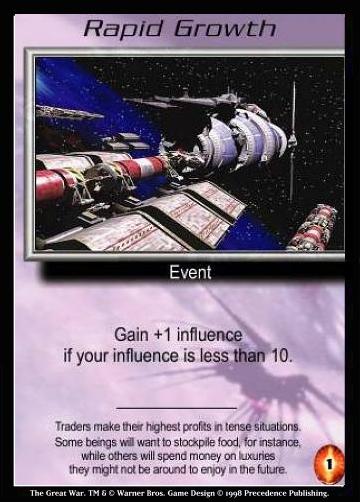 Rapid Growth
Event
Gain +1 influence
if your influence is less than 10.
Traders make their highest profits in tense situations.
Some beings will want to stockpile food, for instance,
while others will spend money on luxuries
they might not be around to enjoy in the future.
1
The Great War. TM & © Warner Bros. Game Design © 1998 Precedence Publishing.